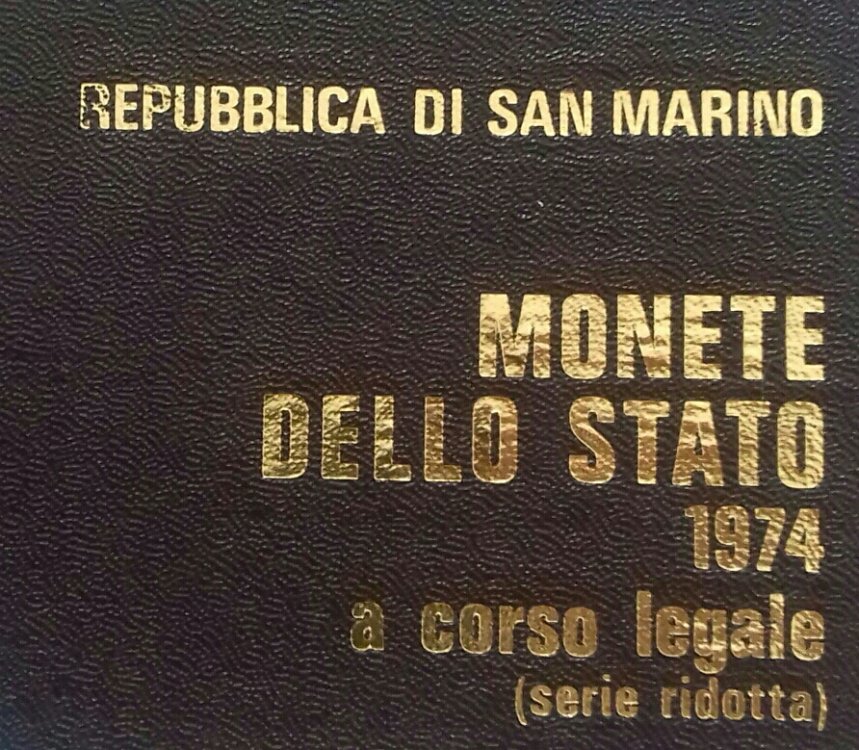 REPUBBLICA DI SAN MARINO
MONETE
DELLO STATO
1974
a corso legale
(serie ridotta)